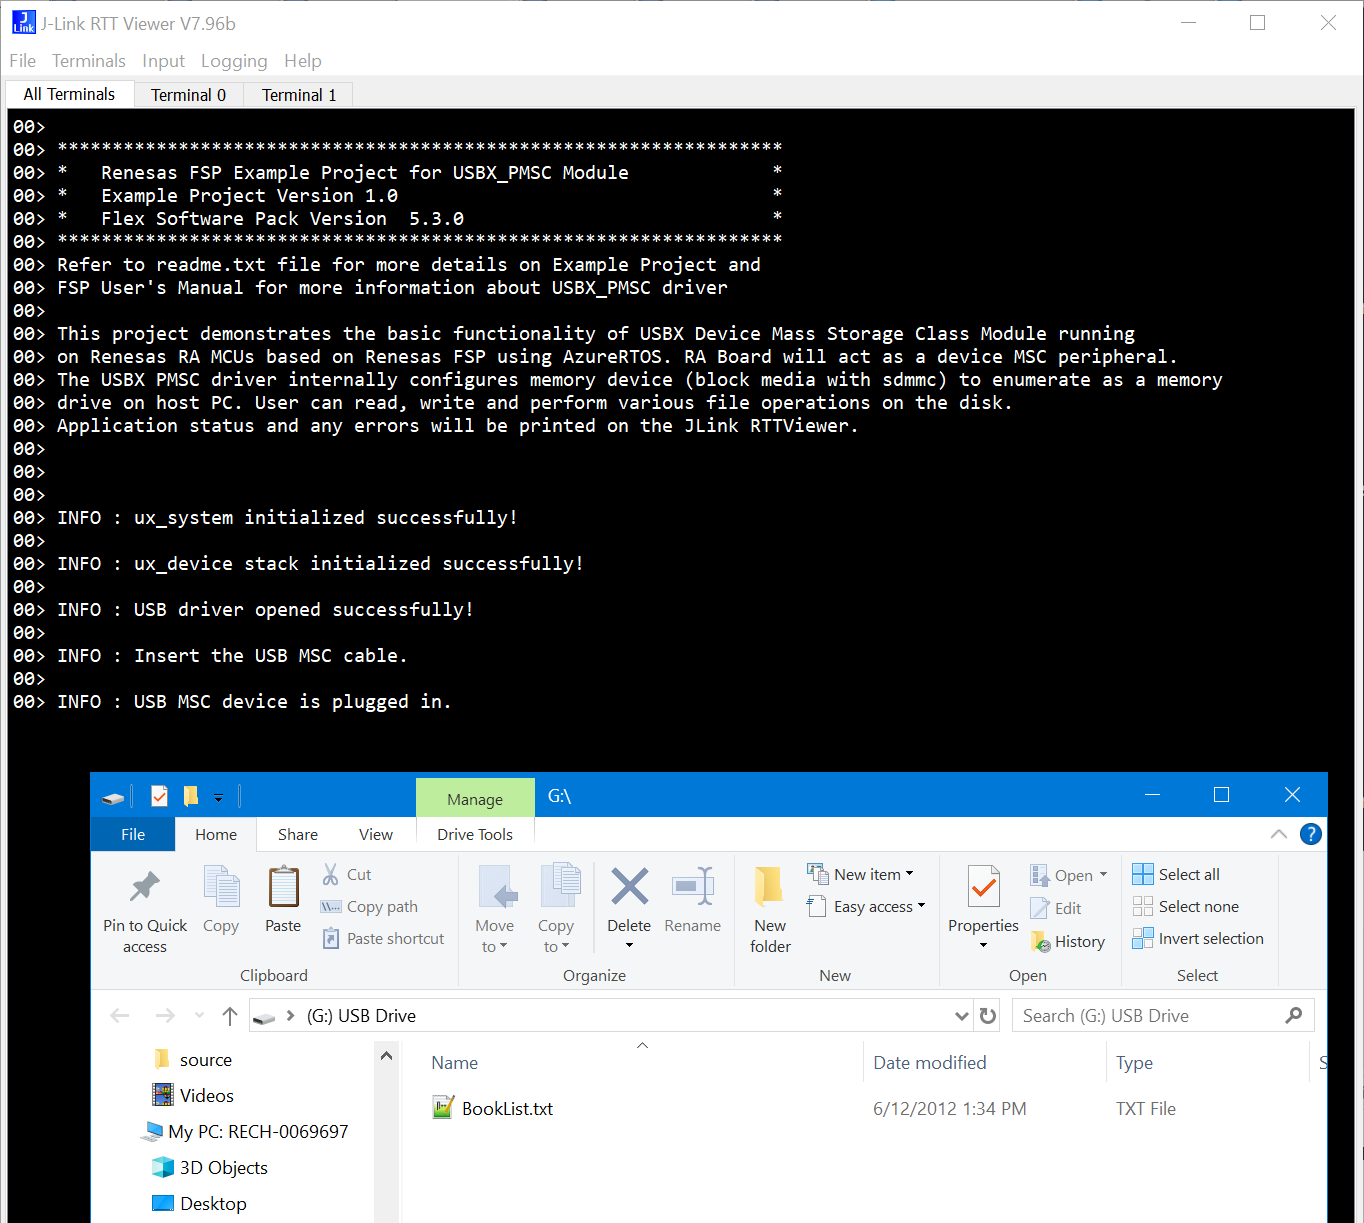 J-Link RTT Viewer V7.96b
File Terminals Input Logging Help
All Terminals Terminal 0 Terminal 1
00>
00> ******************************************************************
00> *   Renesas FSP Example Project for USBX_PMSC Module             *
00> *   Example Project Version 1.0                                  *
00> *   Flex Software Pack Version  5.3.0                            *
00> ******************************************************************
00> Refer to readme.txt file for more details on Example Project and
00> FSP User's Manual for more information about USBX_PMSC driver
00>
00> This project demonstrates the basic functionality of USBX Device Mass Storage Class Module running
00> on Renesas RA MCUs based on Renesas FSP using AzureRTOS. RA Board will act as a device MSC peripheral.
00> The USBX PMSC driver internally configures memory device (block media with sdmmc) to enumerate as a memory
00> drive on host PC. User can read, write and perform various file operations on the disk.
00> Application status and any errors will be printed on the JLink RTTViewer.
00>
00>
00>
00> INFO : ux_system initialized successfully!
00>
00> INFO : ux_device stack initialized successfully!
00>
00> INFO : USB driver opened successfully!
00>
00> INFO : Insert the USB MSC cable.
00>
00> INFO : USB MSC device is plugged in.
Manage G:\
File Home Share View Drive Tools
Pin to Quick access
Copy
Paste
Cut
Copy path
Paste shortcut
Clipboard
Move to
Copy to
Delete
Rename
Organize
New folder
New item
Easy access
New
Properties
Open
Edit
History
Open
Select all
Select none
Invert selection
Select
(G:) USB Drive
Search (G:) USB Drive
source
Videos
My PC: RECH-0069697
3D Objects
Desktop
Name Date modified Type S
BookList.txt 6/12/2012 1:34 PM TXT File